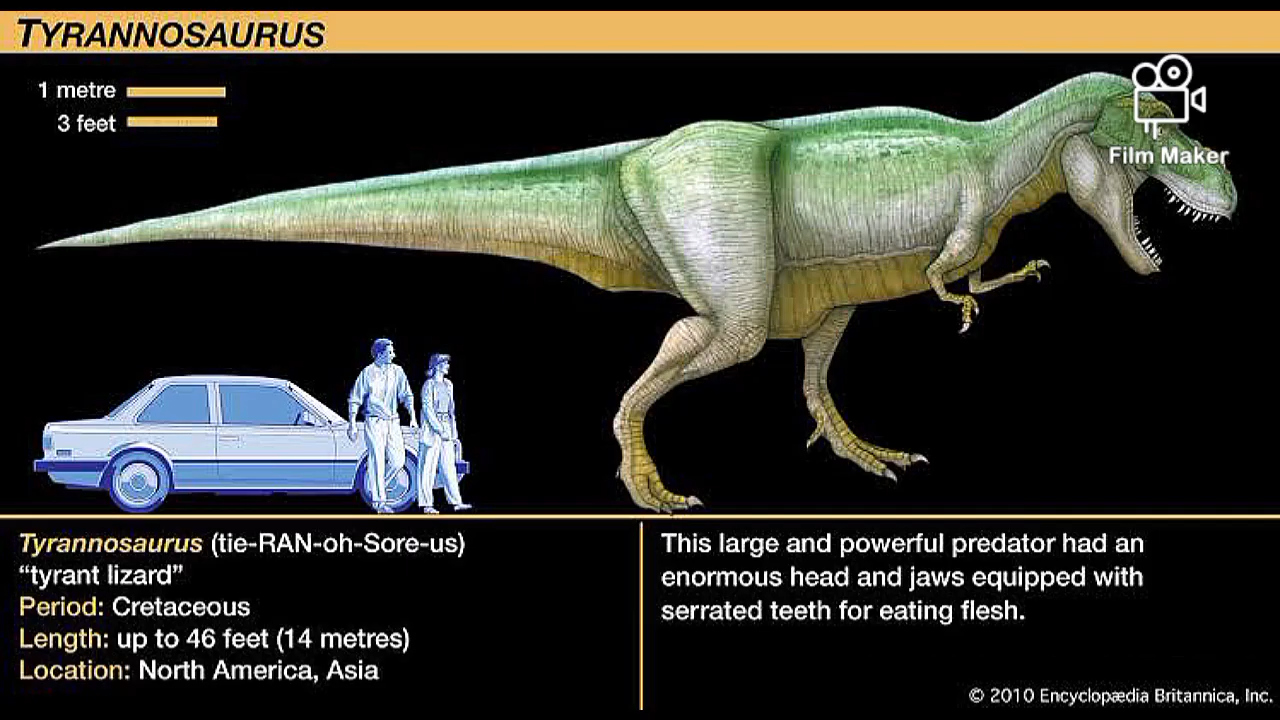 TYRANNOSAURUS
1 metre
3 feet
Film Maker
Tyrannosaurus (tie-RAN-oh-Sore-us)
“tyrant lizard”
Period: Cretaceous
Length: up to 46 feet (14 metres)
Location: North America, Asia
This large and powerful predator had an
enormous head and jaws equipped with
serrated teeth for eating flesh.
© 2010 Encyclopædia Britannica, Inc.